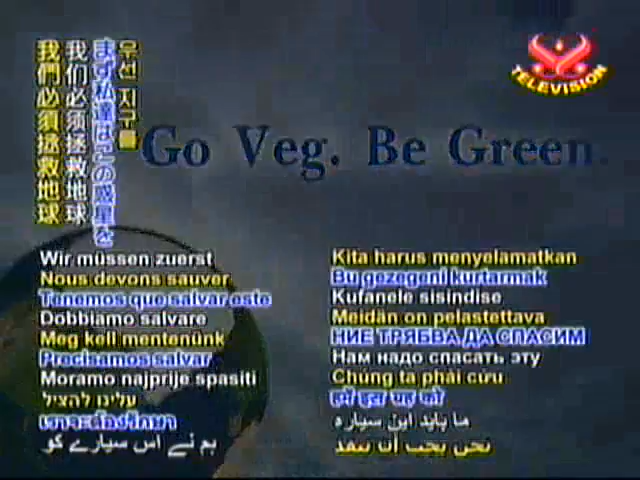 TELEVISION
우선 지구를
まず私達はこの惑星を
我们必须拯救地球
我們必須拯救地球
Go Veg. Be Green.
Wir müssen zuerst
Nous devons sauver
Tenemos que salvar este
Dobbiamo salvare
Meg kell mentenünk
Precisamos salvar
Moramo najprije spasiti
עלינו להציל
เราจะต้องรักษา
ہم نے اس سیارے کو
Kita harus menyelamatkan
Bu gezegeni kurtarmak
Kufanele sisindise
Meidän on pelastettava
НИЕ ТРЯБВА ДА СПАСИМ
Нам надо спасать эту
Chúng ta phải cứu
हमें इस ग्रह को
ما باید این سیاره
نحن يجب أن ننقذ